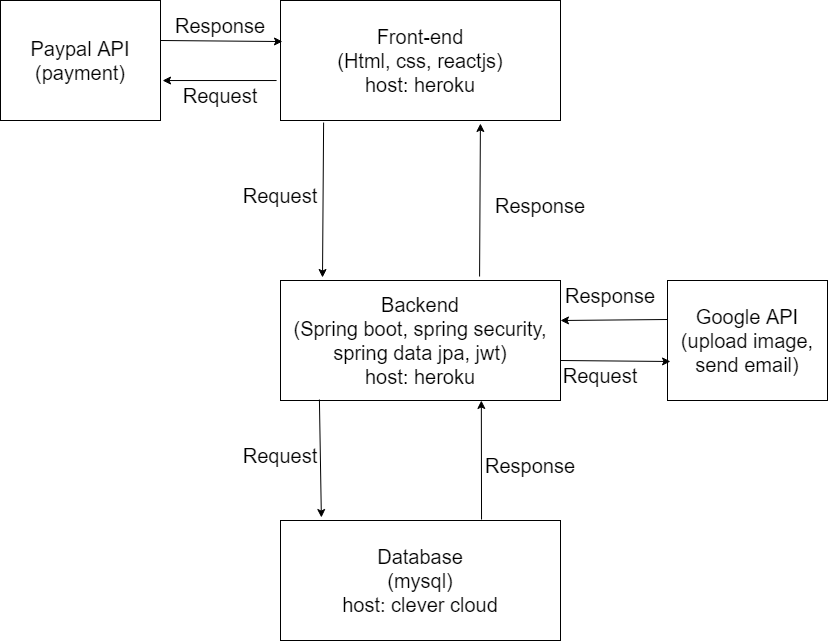 Paypal API
(payment)
Response
Request
Front-end
(Html, css, reactjs)
host: heroku
Request
Response
Backend
(Spring boot, spring security,
spring data jpa, jwt)
host: heroku
Response
Request
Google API
(upload image,
send email)
Request
Response
Database
(mysql)
host: clever cloud